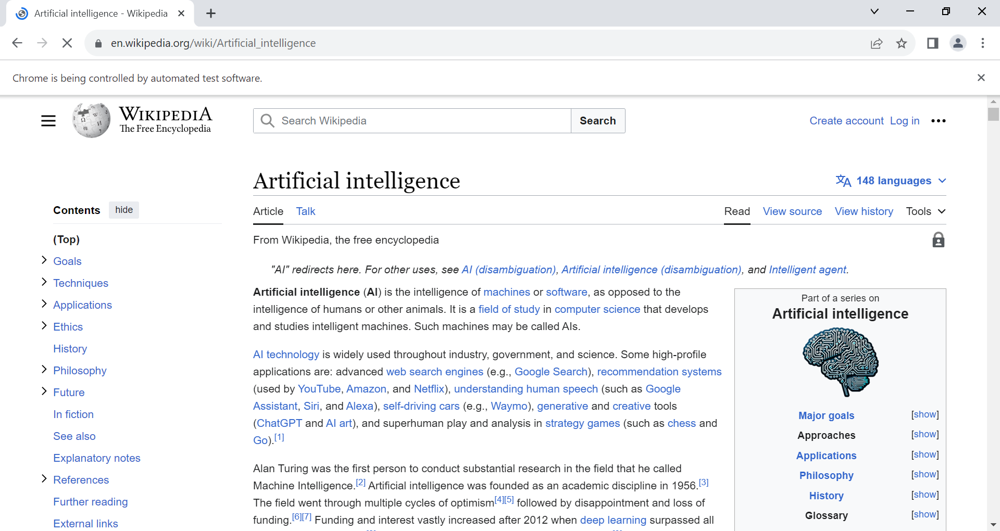 Artificial intelligence - Wikipedia
en.wikipedia.org/wiki/Artificial_intelligence
Chrome is being controlled by automated test software.
WIKIPEDIA
The Free Encyclopedia
Search Wikipedia
Search
Create account Log in
Artificial intelligence
148 languages
Contents hide
(Top)
Goals
Techniques
Applications
Ethics
History
Philosophy
Future
In fiction
See also
Explanatory notes
References
Further reading
External links
Article Talk
Read View source View history Tools
From Wikipedia, the free encyclopedia
"AI" redirects here. For other uses, see AI (disambiguation), Artificial intelligence (disambiguation), and Intelligent agent.
Artificial intelligence (AI) is the intelligence of machines or software, as opposed to the
intelligence of humans or other animals. It is a field of study in computer science that develops
and studies intelligent machines. Such machines may be called AIs.
AI technology is widely used throughout industry, government, and science. Some high-profile
applications are: advanced web search engines (e.g., Google Search), recommendation systems
(used by YouTube, Amazon, and Netflix), understanding human speech (such as Google
Assistant, Siri, and Alexa), self-driving cars (e.g., Waymo), generative and creative tools
(ChatGPT and AI art), and superhuman play and analysis in strategy games (such as chess and
Go).[1]
Alan Turing was the first person to conduct substantial research in the field that he called
Machine Intelligence.[2] Artificial intelligence was founded as an academic discipline in 1956.[3]
The field went through multiple cycles of optimism[4][5] followed by disappointment and loss of
funding.[6][7] Funding and interest vastly increased after 2012 when deep learning surpassed all
Part of a series on
Artificial intelligence
Major goals [show]
Approaches [show]
Applications [show]
Philosophy [show]
History [show]
Glossary [show]